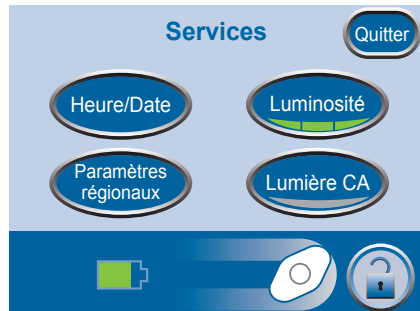 Services
Quitter
Heure/Date
Luminosité
Paramètres
régionaux
Lumière CA